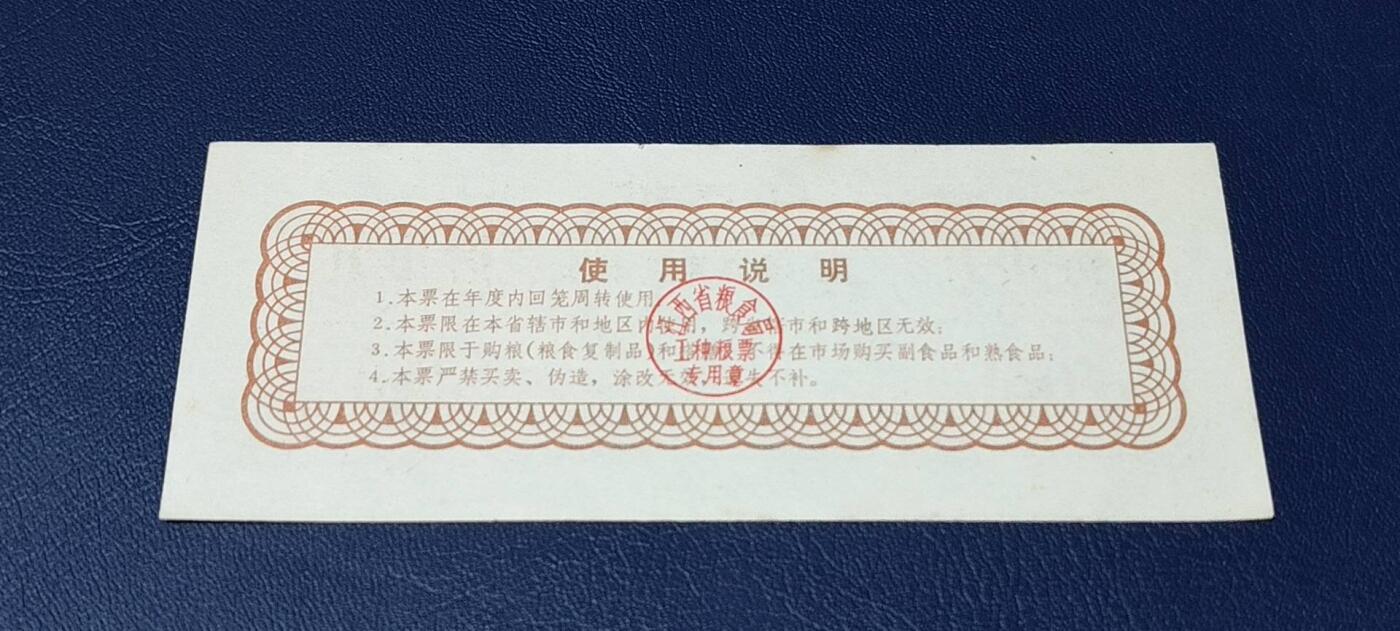 使用说明
1.本票在年度内回笼周转使用
2.本票限在本省辖市和地区内使用，跨 市和跨地区无效；
3.本票限于购粮(粮食复制品)和 不得在市场购买副食品和熟食品；
4.本票严禁买卖、伪造，涂改无效，遗失不补。
西省粮食局
工种粮票
专用章